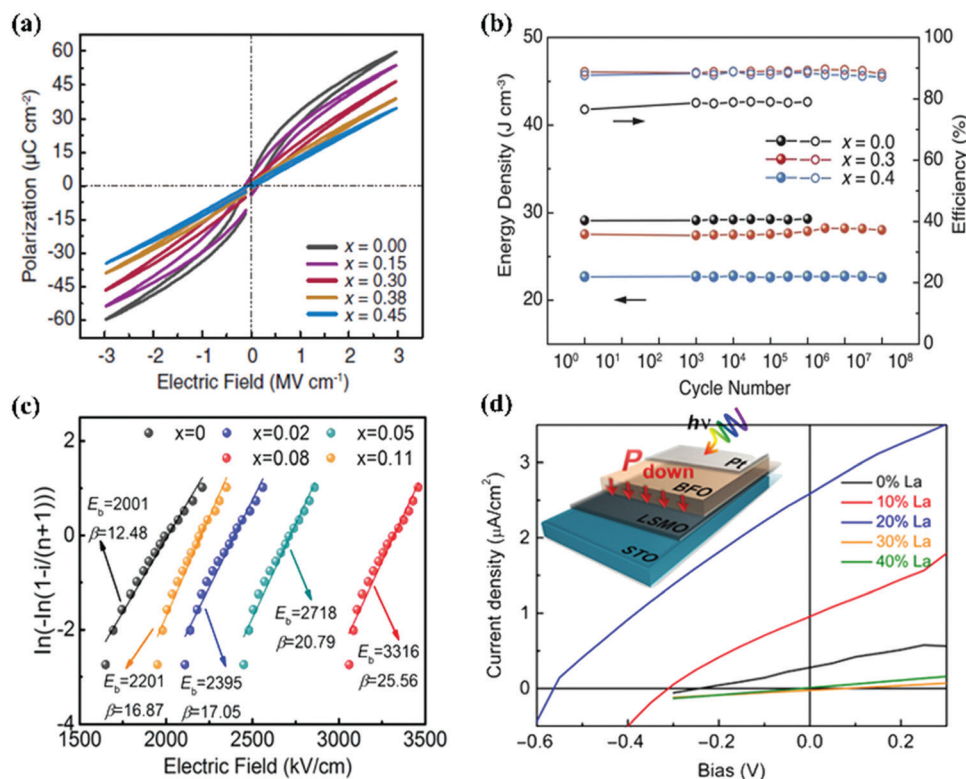 (a)
60
45
30
15
0
-15
-30
-45
-60
Polarization (μC cm⁻²)
x = 0.00
x = 0.15
x = 0.30
x = 0.38
x = 0.45
-3 -2 -1 0 1 2 3
Electric Field (MV cm⁻¹)
(b)
50
40
30
20
Energy Density (J cm⁻³)
x = 0.0
x = 0.3
x = 0.4
100
80
60
40
20
0
Efficiency (%)
10⁰ 10¹ 10² 10³ 10⁴ 10⁵ 10⁶ 10⁷ 10⁸
Cycle Number
(c)
x=0 x=0.02 x=0.05
x=0.08 x=0.11
2
0
-2
-4
ln(-ln(1-i/(n+1)))
E_b=2001
β=12.48
E_b=2718
β=20.79
E_b=2201
β=16.87
E_b=2395
β=17.05
E_b=3316
β=25.56
1500 2000 2500 3000 3500
Electric Field (kV/cm)
(d)
hν
Pt
P down
BFO
LSMO
STO
0% La
10% La
20% La
30% La
40% La
3
2
1
0
Current density (μA/cm²)
−0.6 −0.4 −0.2 0.0 0.2
Bias (V)